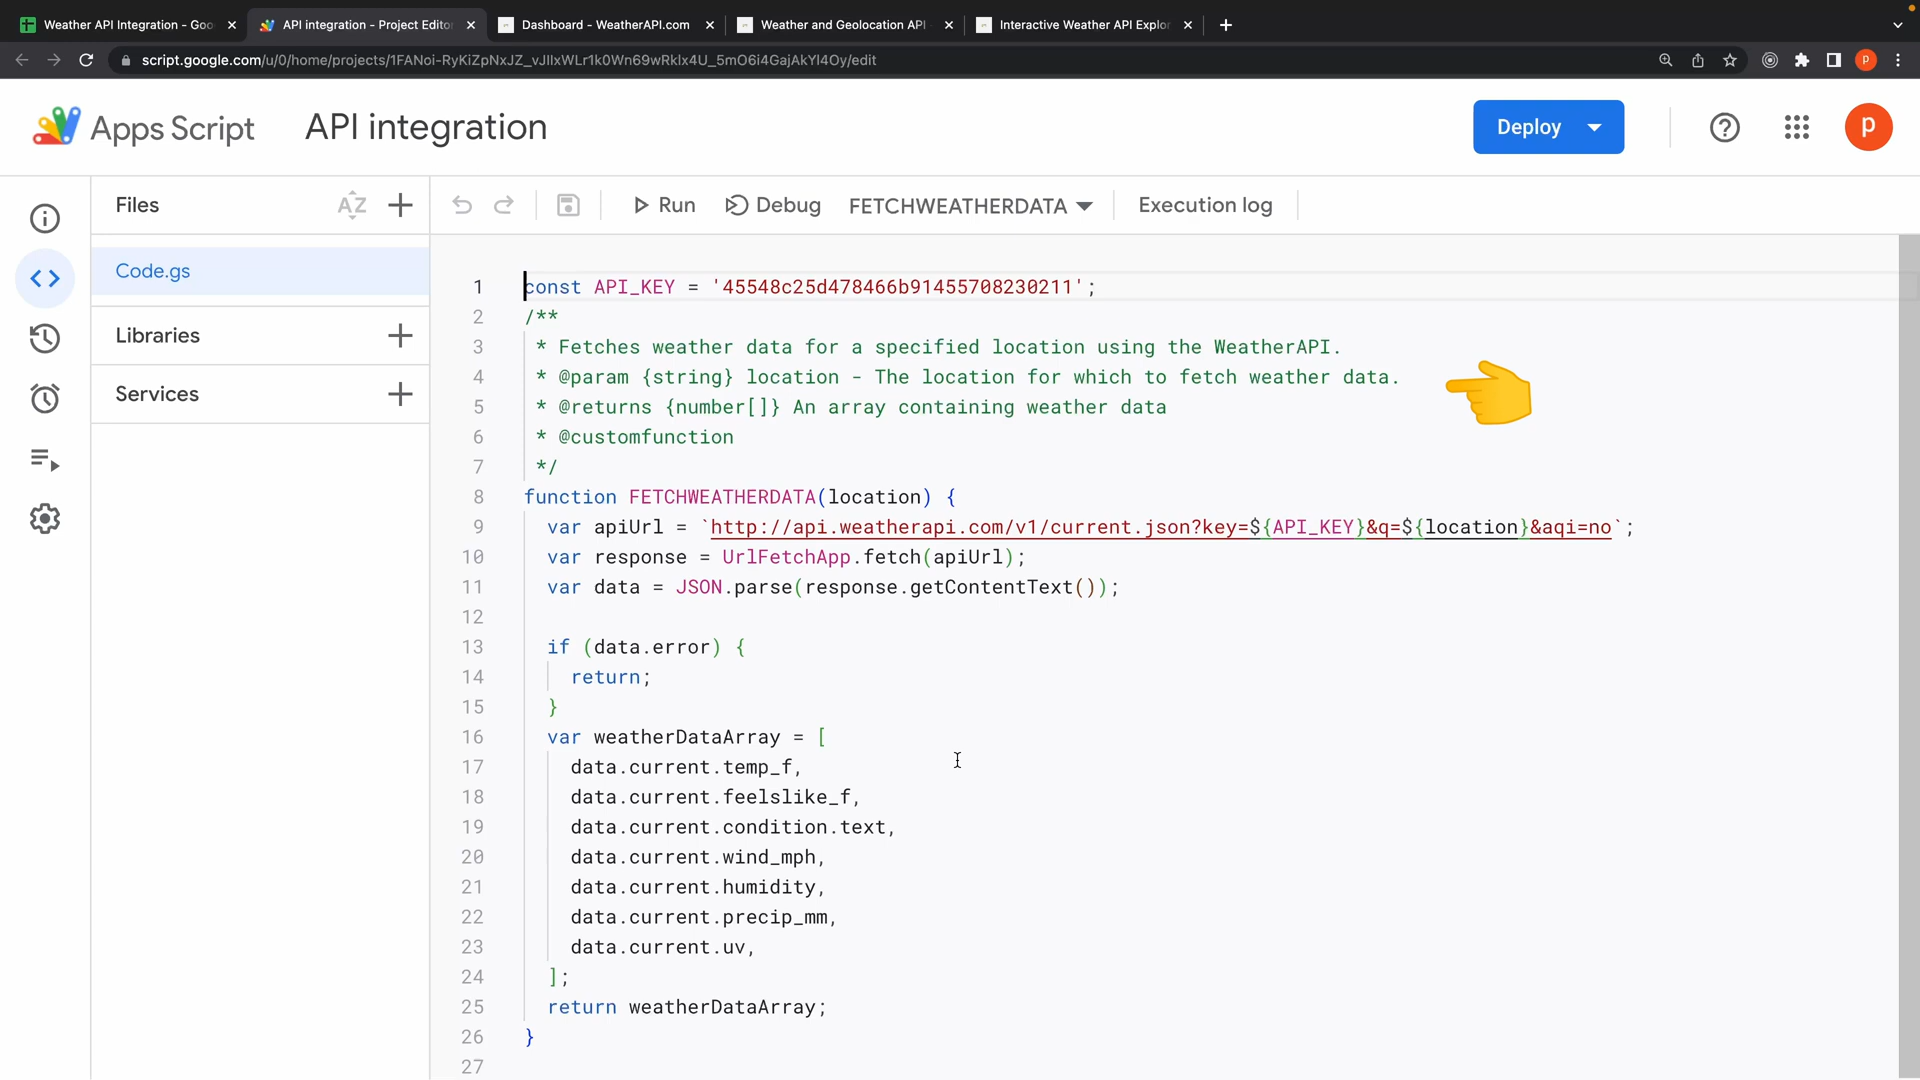 Weather API Integration - Goo
API integration - Project Editor
Dashboard - WeatherAPI.com
Weather and Geolocation API
Interactive Weather API Explor
script.google.com/u/0/home/projects/1FANoi-RyKiZpNxJZ_vJIlxWLr1k0Wn69wRklx4U_5mO6i4GajAkYl4Oy/edit
p
Apps Script
API integration
Deploy
p
Files
AZ
Run
Debug
FETCHWEATHERDATA
Execution log
Code.gs
Libraries
Services
1 const API_KEY = '45548c25d478466b91455708230211';
2 /**
3 * Fetches weather data for a specified location using the WeatherAPI.
4 * @param {string} location - The location for which to fetch weather data.
5 * @returns {number[]} An array containing weather data
6 * @customfunction
7 */
8 function FETCHWEATHERDATA(location) {
9 var apiUrl = `http://api.weatherapi.com/v1/current.json?key=${API_KEY}&q=${location}&aqi=no`;
10 var response = UrlFetchApp.fetch(apiUrl);
11 var data = JSON.parse(response.getContentText());
12
13 if (data.error) {
14 return;
15 }
16 var weatherDataArray = [
17 data.current.temp_f,
18 data.current.feelslike_f,
19 data.current.condition.text,
20 data.current.wind_mph,
21 data.current.humidity,
22 data.current.precip_mm,
23 data.current.uv,
24 ];
25 return weatherDataArray;
26 }
27